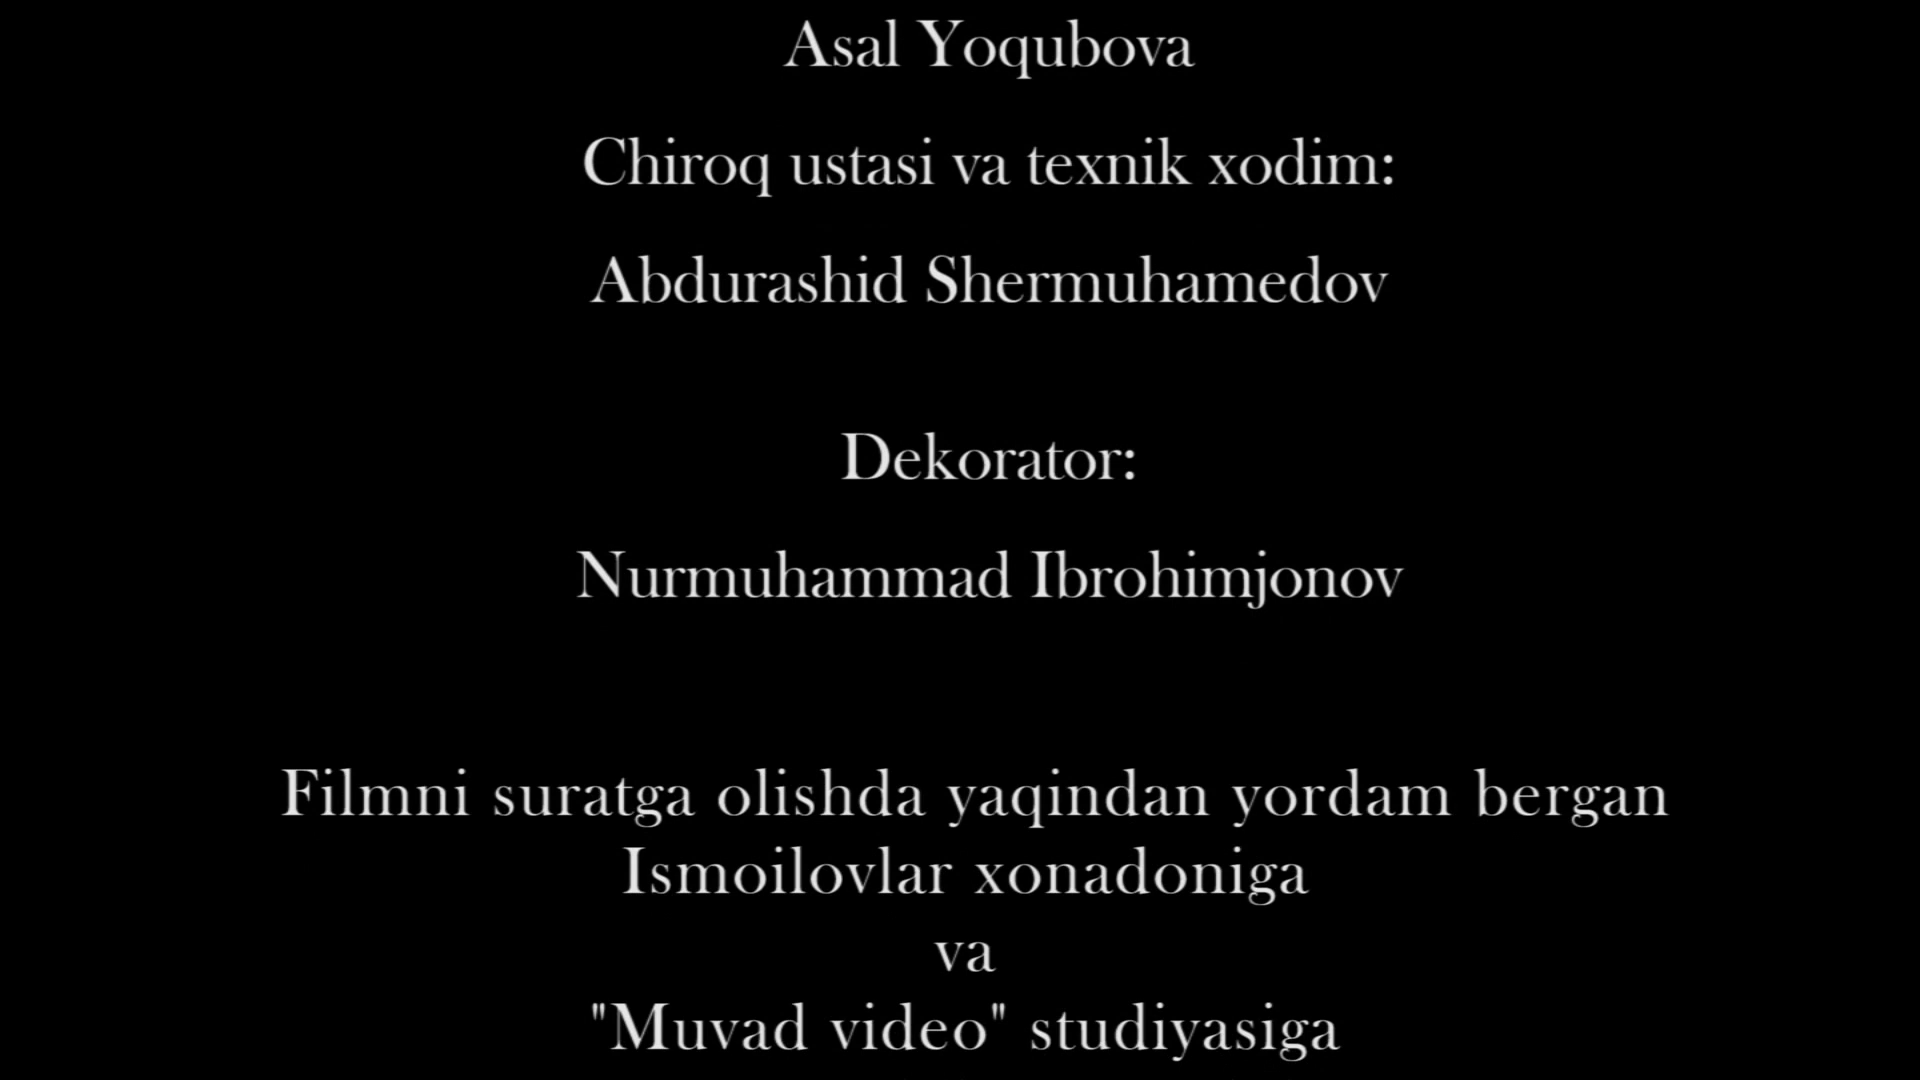 Asal Yoqubova
Chiroq ustasi va texnik xodim:
Abdurashid Shermuhamedov
Dekorator:
Nurmuhammad Ibrohimjonov
Filmni suratga olishda yaqindan yordam bergan
Ismoilovlar xonadoniga
va
"Muvad video" studiyasiga